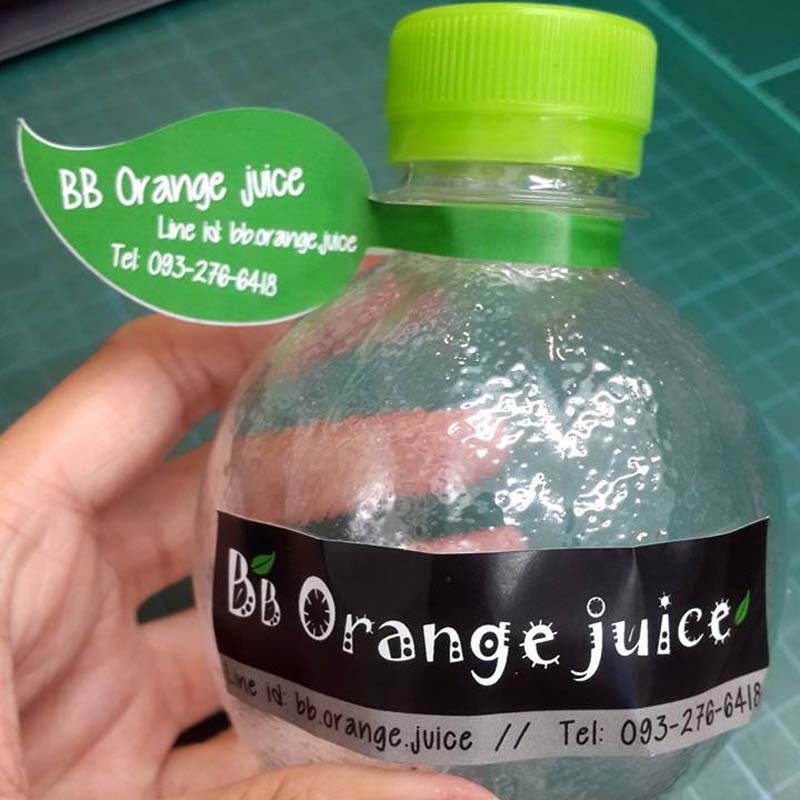 BB Orange juice
Line id: bb.orange.juice
Tel: 093-276-6418
BB Orange juice
Line id: bb.orange.juice // Tel: 093-276-6418